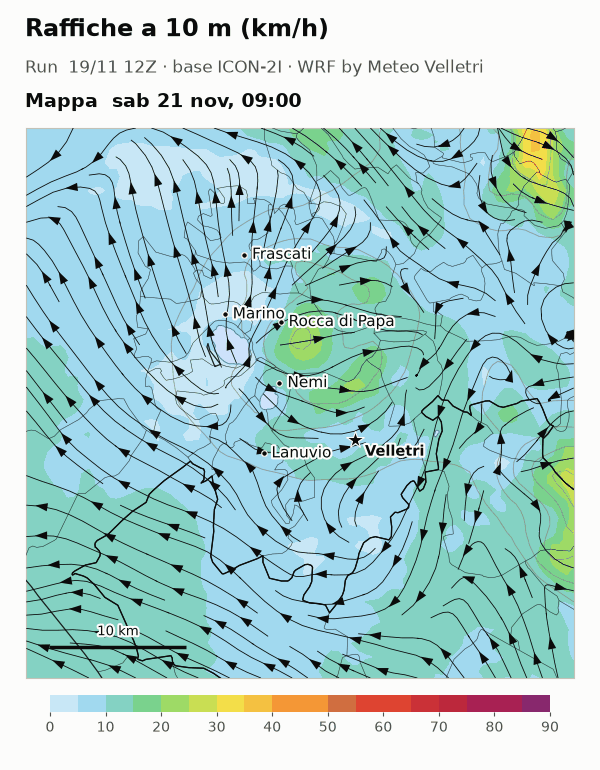 Raffiche a 10 m (km/h)
Run  19/11 12Z · base ICON-2I · WRF by Meteo Velletri
Mappa  sab 21 nov, 09:00
Frascati
Marino
Rocca di Papa
Nemi
Velletri
Lanuvio
10 km
0 10 20 30 40 50 60 70 80 90